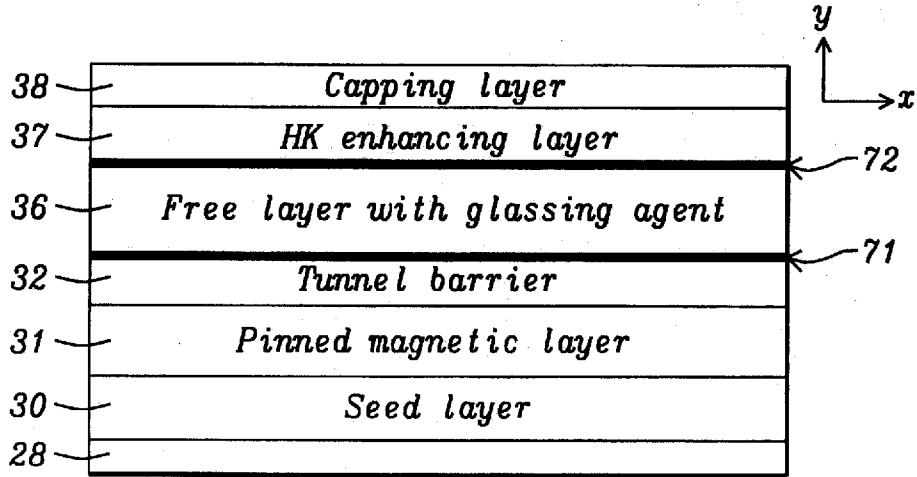 y
x
38 Capping layer
37 HK enhancing layer
72
36 Free layer with glassing agent
71
32 Tunnel barrier
31 Pinned magnetic layer
30 Seed layer
28